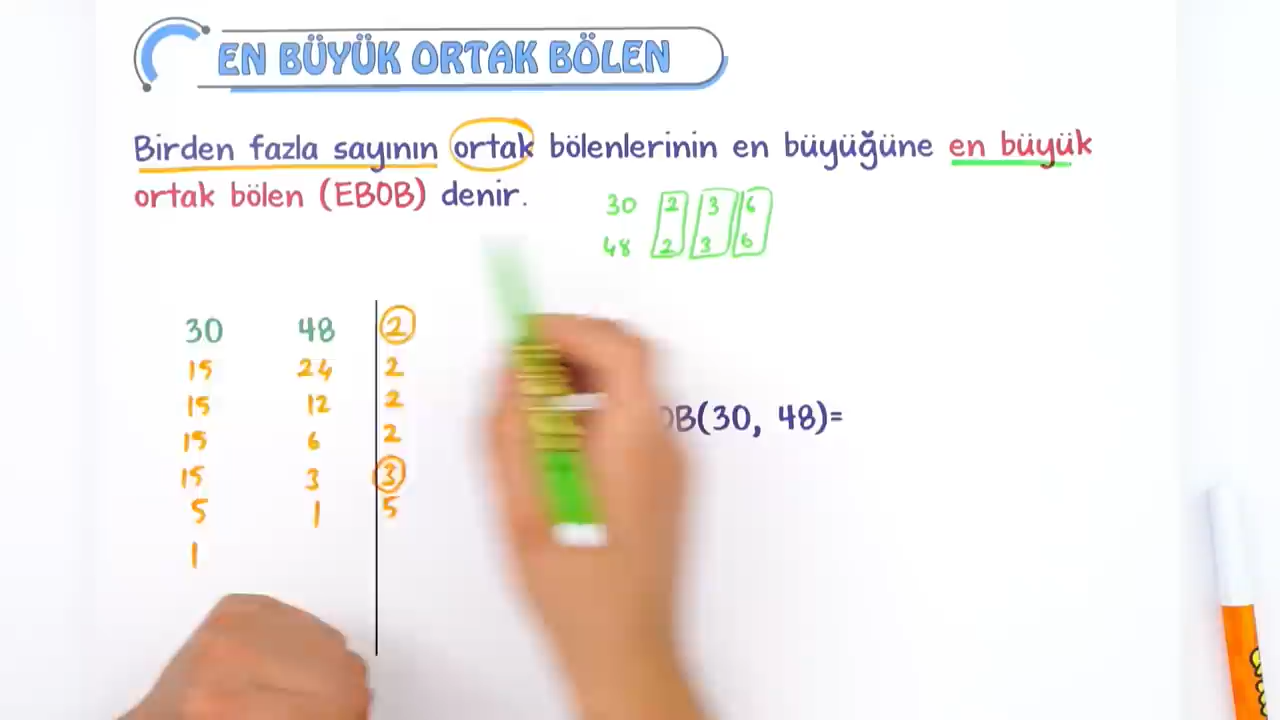 EN BÜYÜK ORTAK BÖLEN
Birden fazla sayının ortak bölenlerinin en büyüğüne en büyük
ortak bölen (EBOB) denir.
30 2 3 6
48 2 3 6
30 48 2
15 24 2
15 12 2
15 6 2
15 3 3
5 1 5
1
OB(30, 48)=